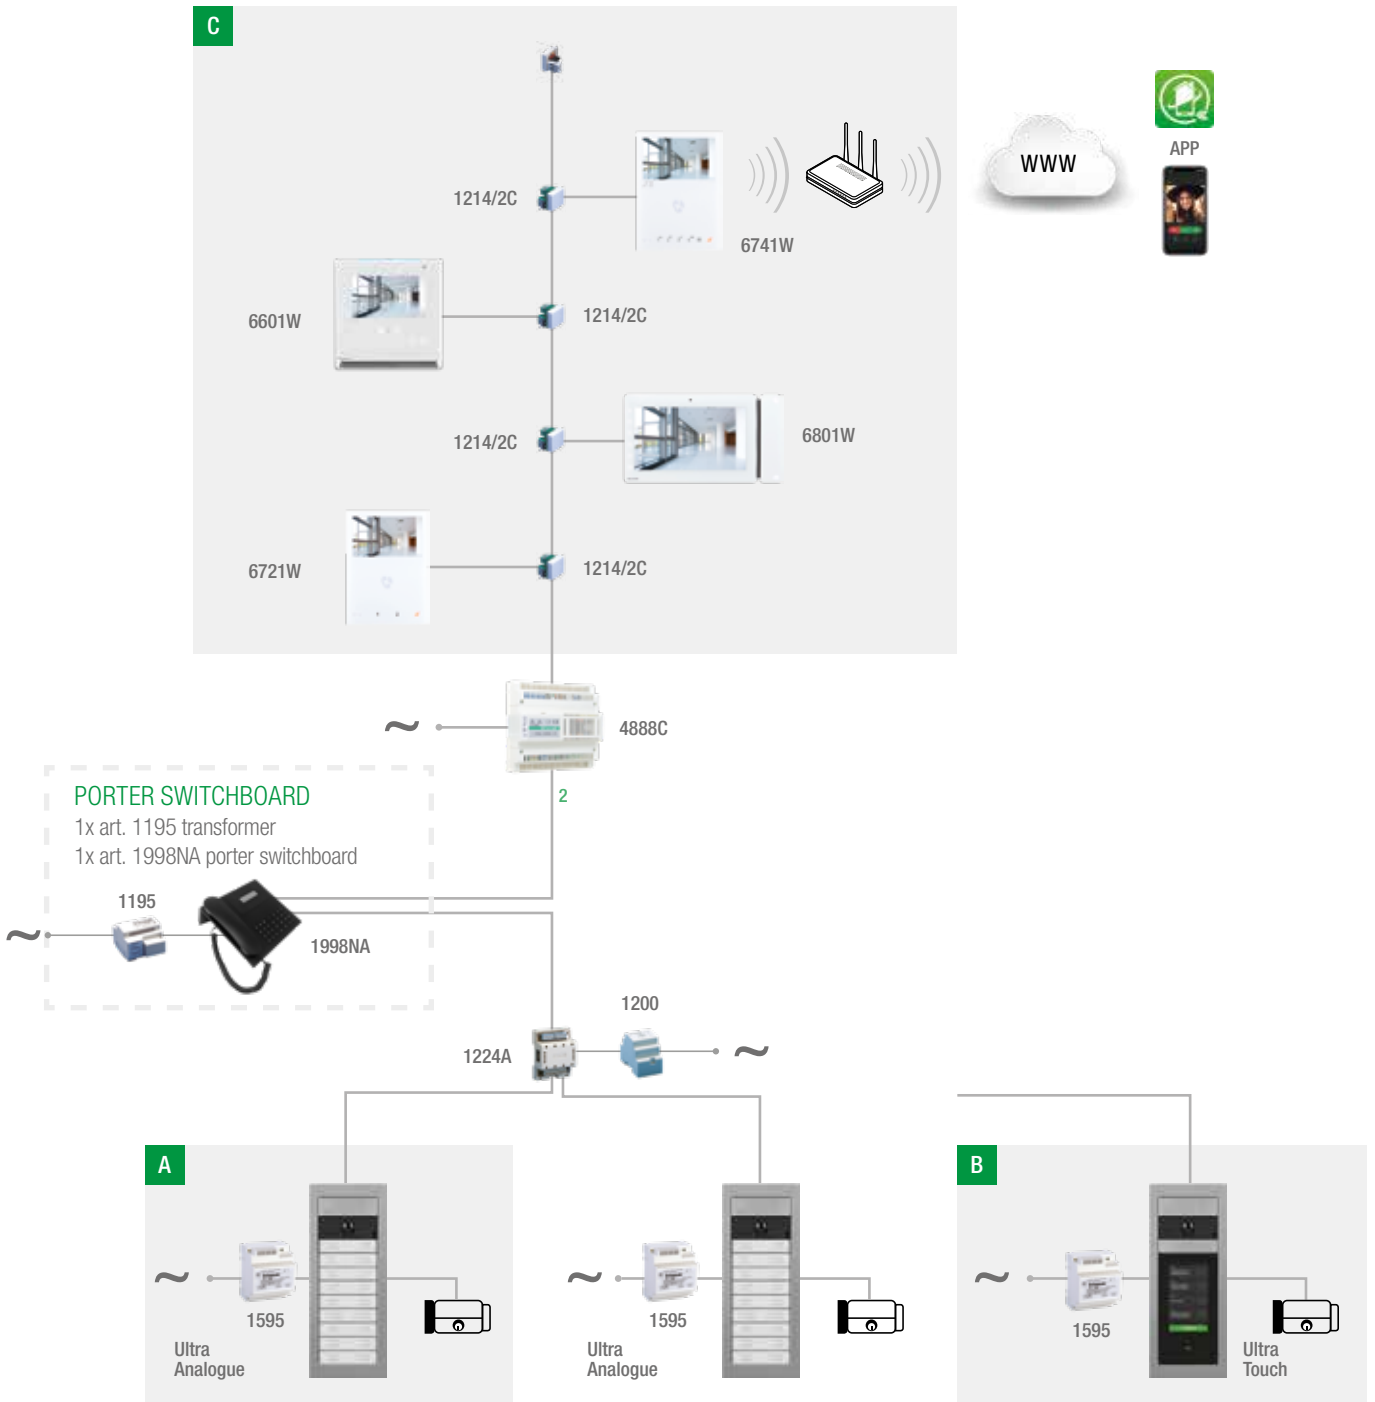 C
APP
WWW
1214/2C
6741W
6601W
1214/2C
1214/2C
6801W
6721W
1214/2C
4888C
2
PORTER SWITCHBOARD
1x art. 1195 transformer
1x art. 1998NA porter switchboard
1195
1998NA
1200
1224A
A
B
1595
1595
1595
Ultra
Analogue
Ultra
Analogue
Ultra
Touch